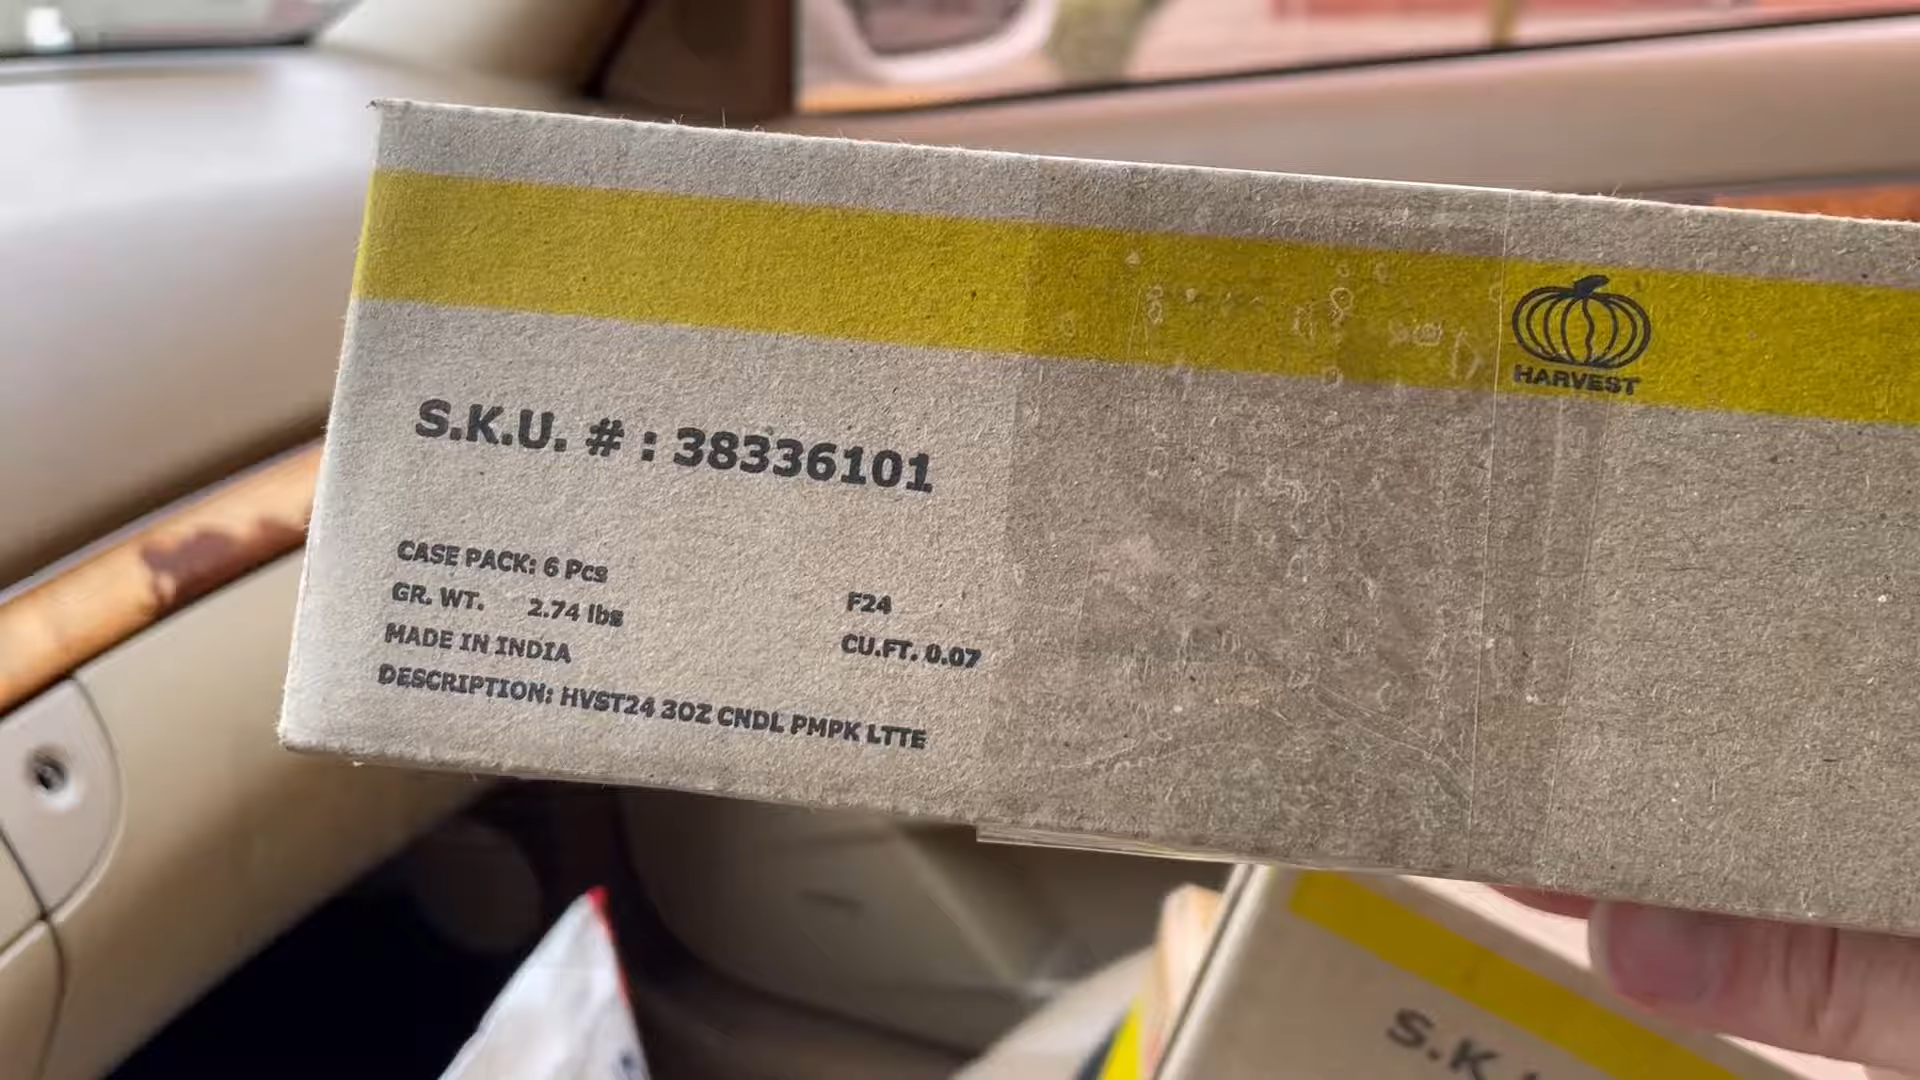 HARVEST
S.K.U. # : 38336101
CASE PACK: 6 Pcs
GR. WT. 2.74 lbs
F24
MADE IN INDIA
CU.FT. 0.07
DESCRIPTION: HVST24 3OZ CNDL PMPK LTTE
S.K